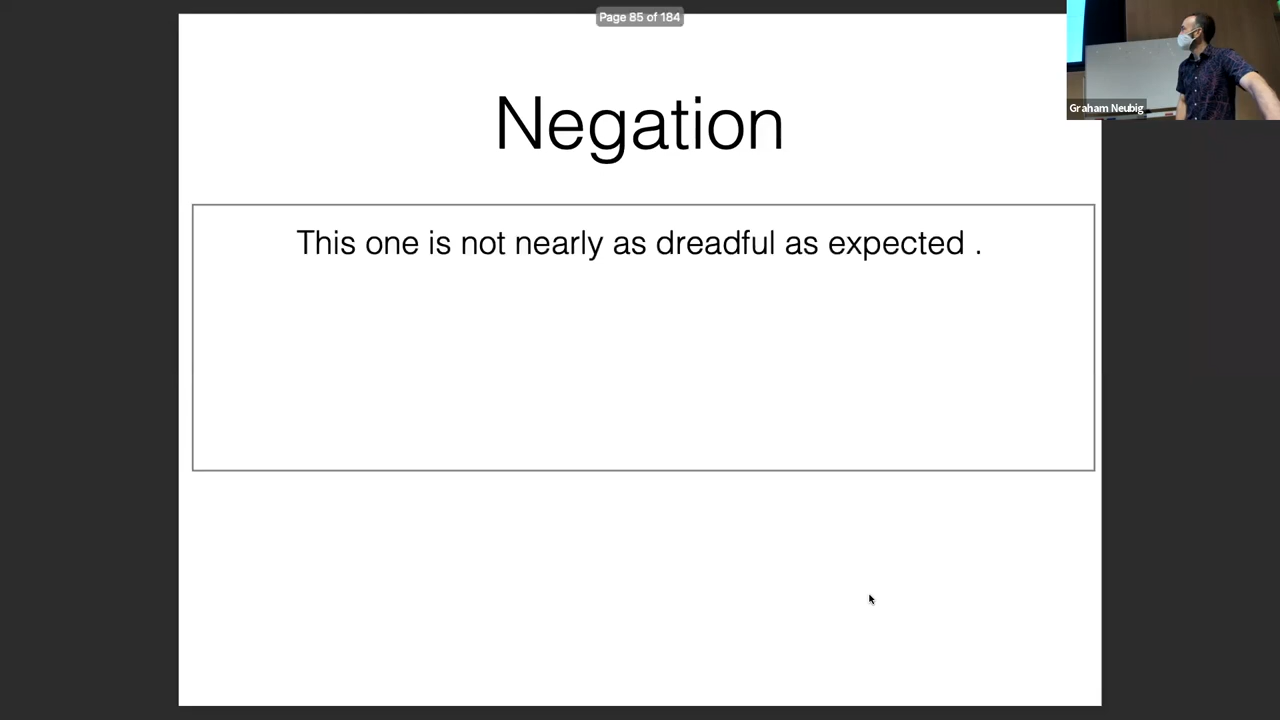 Page 85 of 184
Graham Neubig
Negation
This one is not nearly as dreadful as expected .